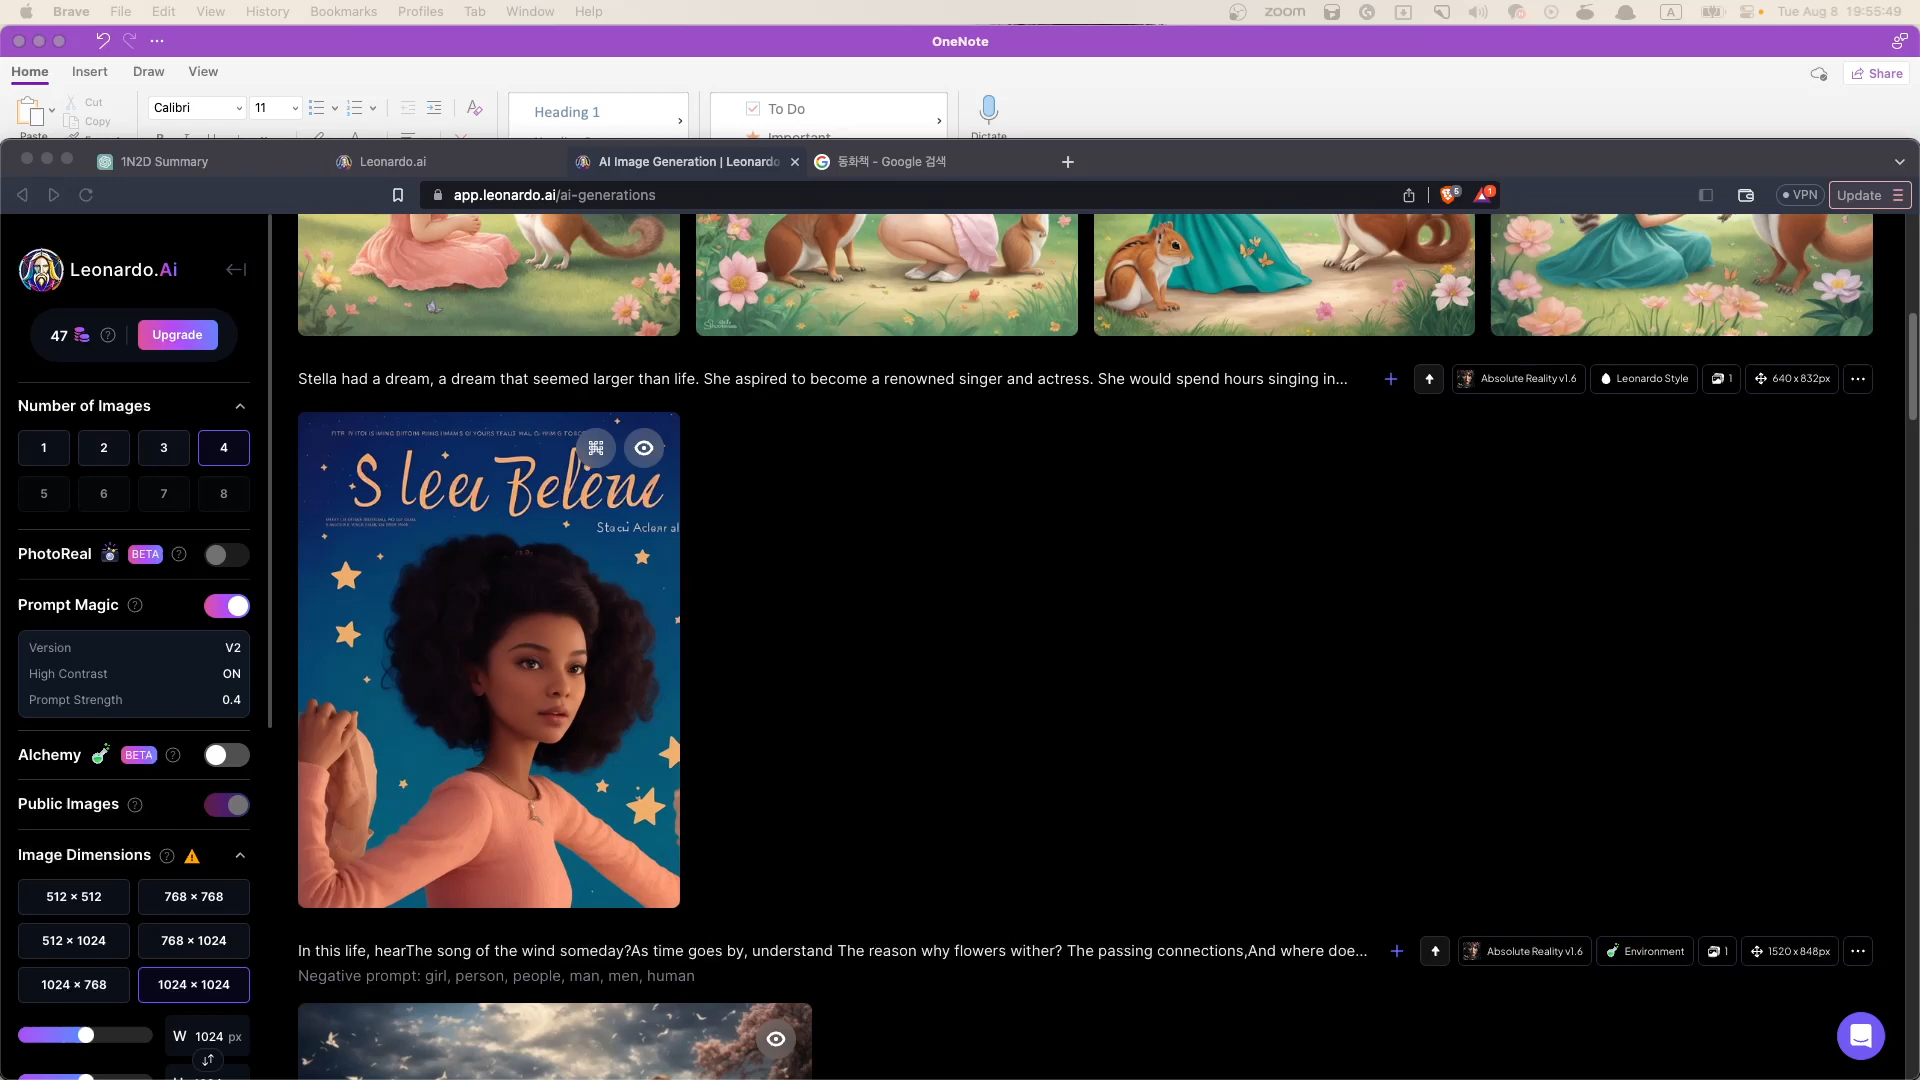 Brave File Edit View History Bookmarks Profiles Tab Window Help
zoom
A
Tue Aug 8 19:55:49
OneNote
Home Insert Draw View
Share
Cut
Copy
Paste
Calibri
11
Heading 1
To Do
Important
Dictate
1N2D Summary
Leonardo.ai
AI Image Generation | Leonardo
동화책 - Google 검색
app.leonardo.ai/ai-generations
5
1
VPN
Update
Leonardo.Ai
47
Upgrade
Number of Images
1 2 3 4
5 6 7 8
PhotoReal BETA
Prompt Magic
Version V2
High Contrast ON
Prompt Strength 0.4
Alchemy BETA
Public Images
Image Dimensions
512 × 512 768 × 768
512 × 1024 768 × 1024
1024 × 768 1024 × 1024
W 1024 px
Stella had a dream, a dream that seemed larger than life. She aspired to become a renowned singer and actress. She would spend hours singing in...
Absolute Reality v1.6
Leonardo Style
1
640 x 832px
In this life, hearThe song of the wind someday?As time goes by, understand The reason why flowers wither? The passing connections,And where doe...
Negative prompt: girl, person, people, man, men, human
Absolute Reality v1.6
Environment
1
1520 x 848px